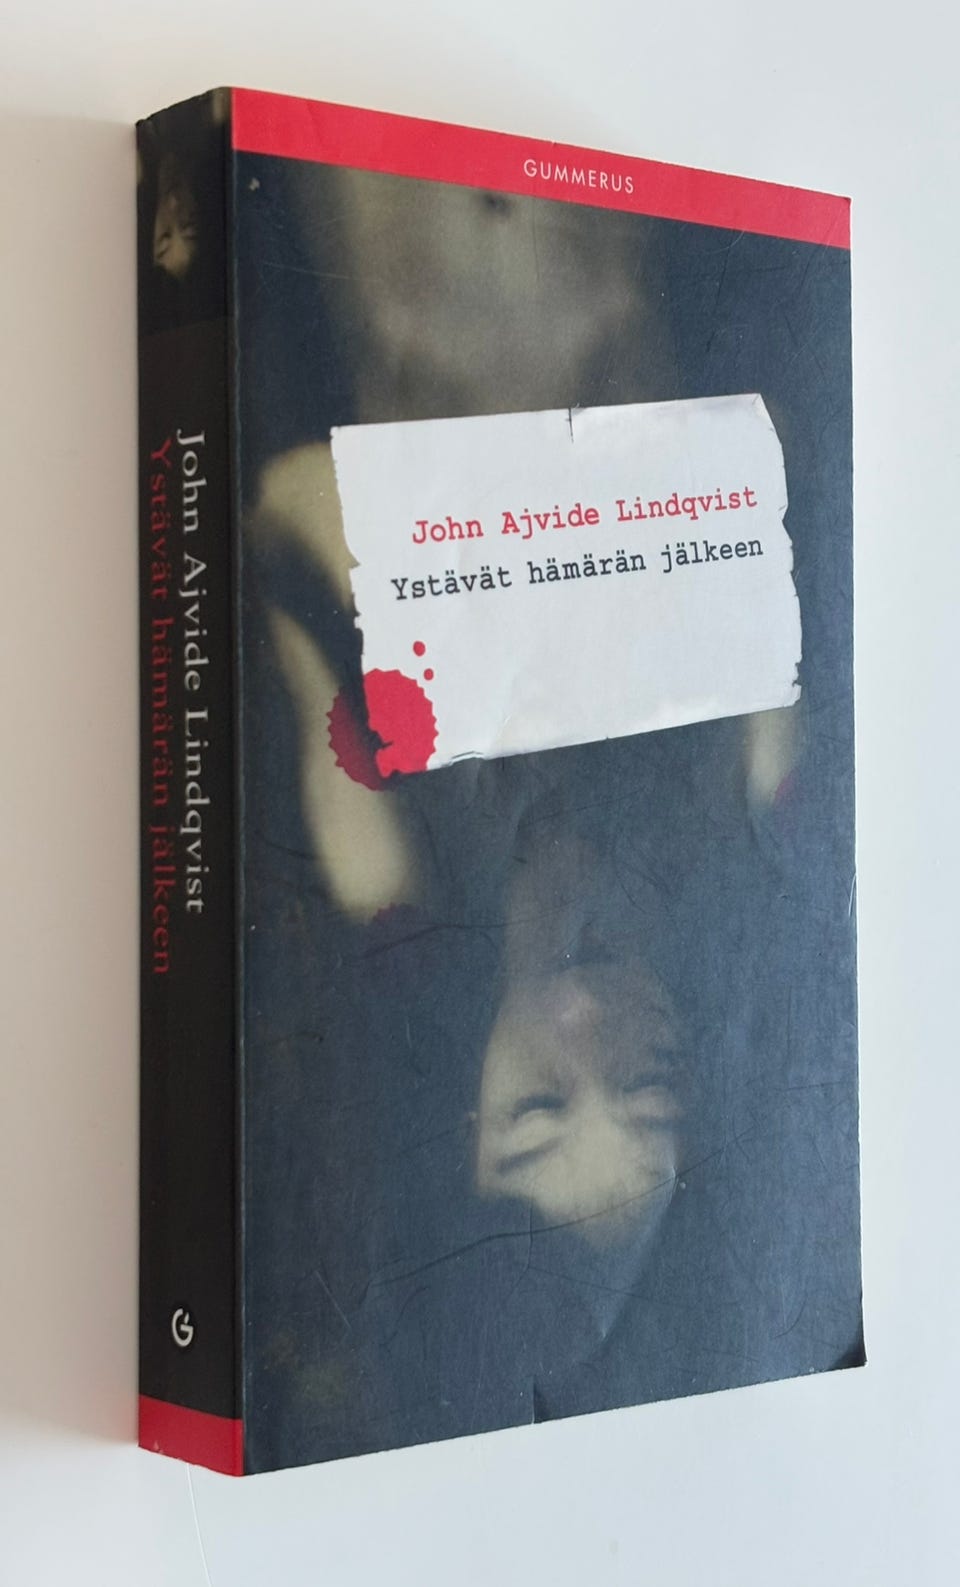 GUMMERUS
John Ajvide Lindqvist
Ystävät hämärän jälkeen
John Ajvide Lindqvist
Ystävät hämärän jälkeen
G